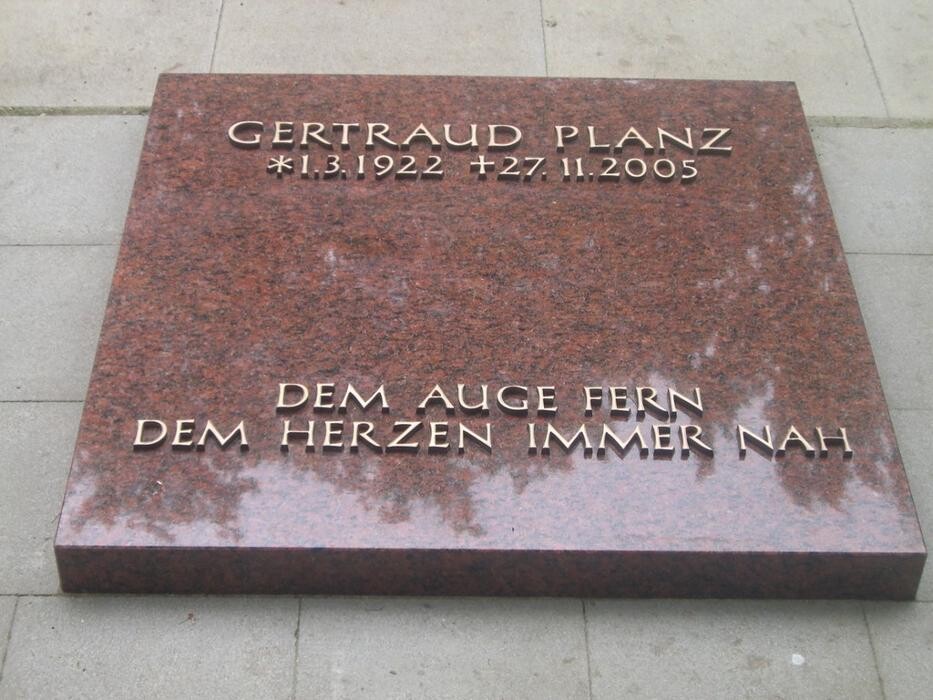 GERTRAUD PLANZ
*1.3.1922 +27.11.2005
DEM AUGE FERN
DEM HERZEN IMMER NAH